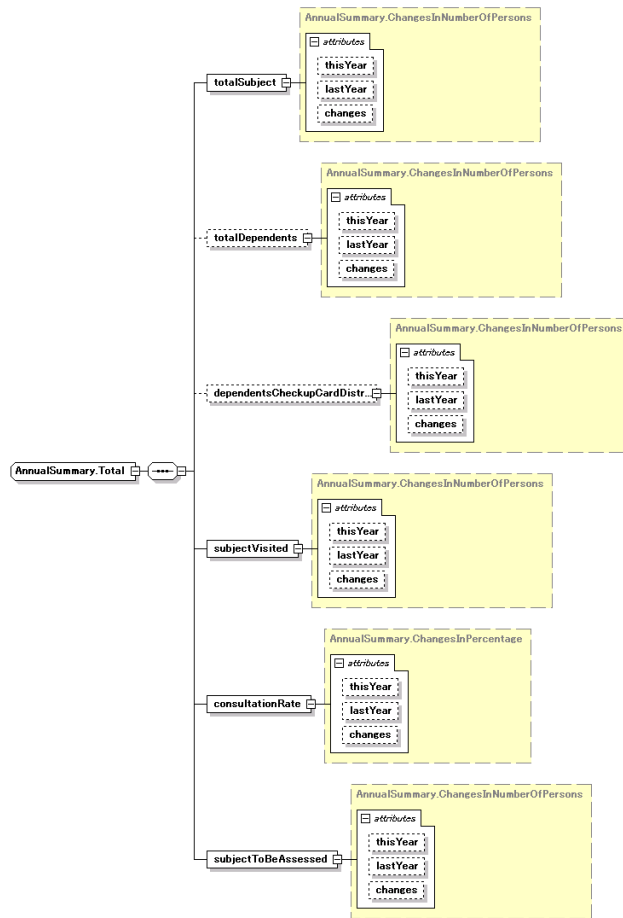 AnnualSummary.ChangesInNumberOfPersons
attributes
thisYear
totalSubject
lastYear
changes
AnnualSummary.ChangesInNumberOfPersons
attributes
thisYear
totalDependents
lastYear
changes
AnnualSummary.ChangesInNumberOfPersons
attributes
thisYear
dependentsCheckupCardDistr...
lastYear
changes
AnnualSummary.Total
AnnualSummary.ChangesInNumberOfPersons
attributes
thisYear
subjectVisited
lastYear
changes
AnnualSummary.ChangesInPercentage
attributes
thisYear
consultationRate
lastYear
changes
AnnualSummary.ChangesInNumberOfPersons
attributes
thisYear
subjectToBeAssessed
lastYear
changes